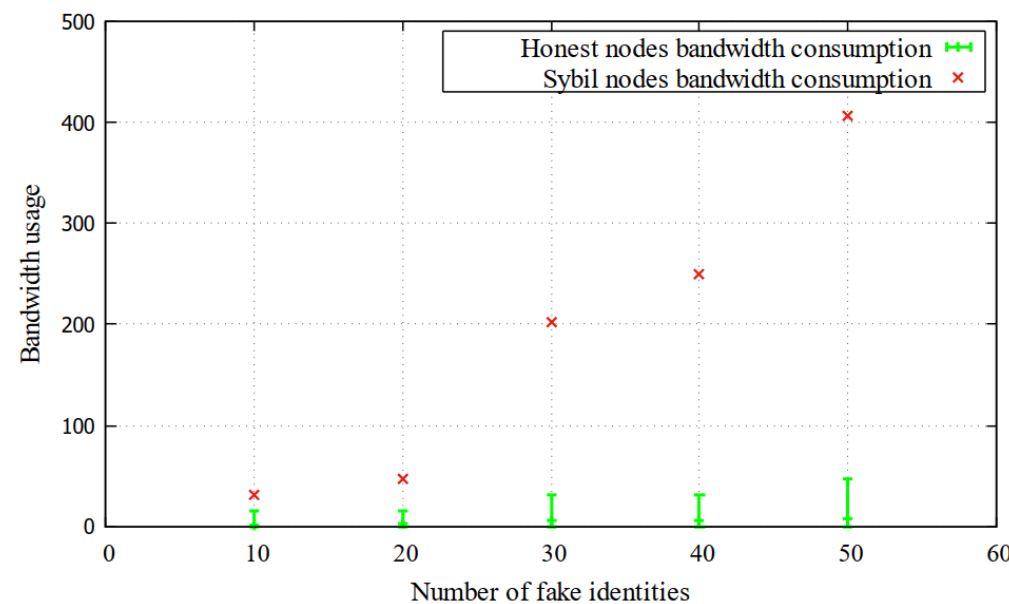 500
400
300
200
100
0
Bandwidth usage
Honest nodes bandwidth consumption
Sybil nodes bandwidth consumption
0 10 20 30 40 50 60
Number of fake identities